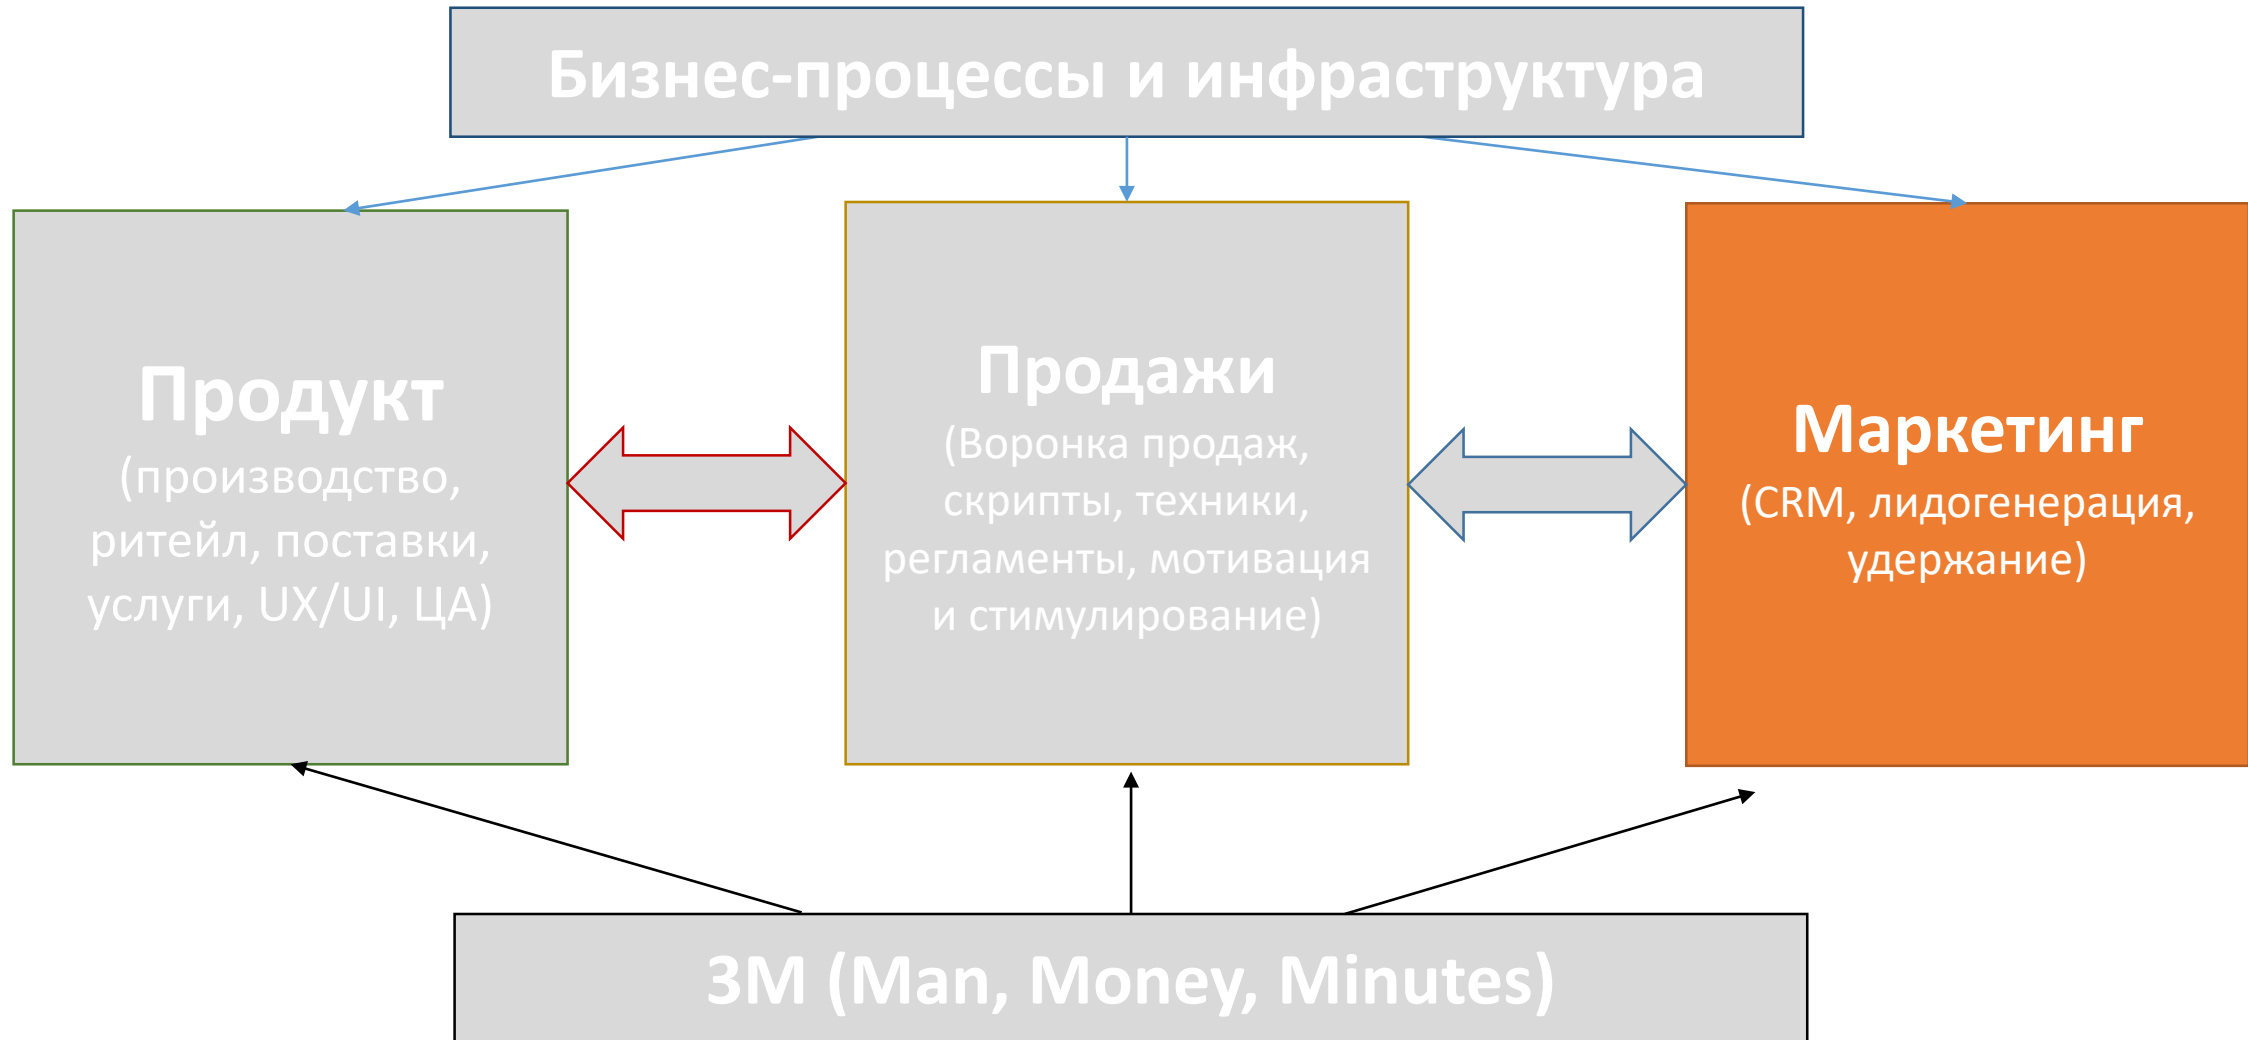 Бизнес-процессы и инфраструктура
Продукт
(производство,
ритейл, поставки,
услуги, UX/UI, ЦА)
Продажи
(Воронка продаж,
скрипты, техники,
регламенты, мотивация
и стимулирование)
Маркетинг
(CRM, лидогенерация,
удержание)
3М (Man, Money, Minutes)